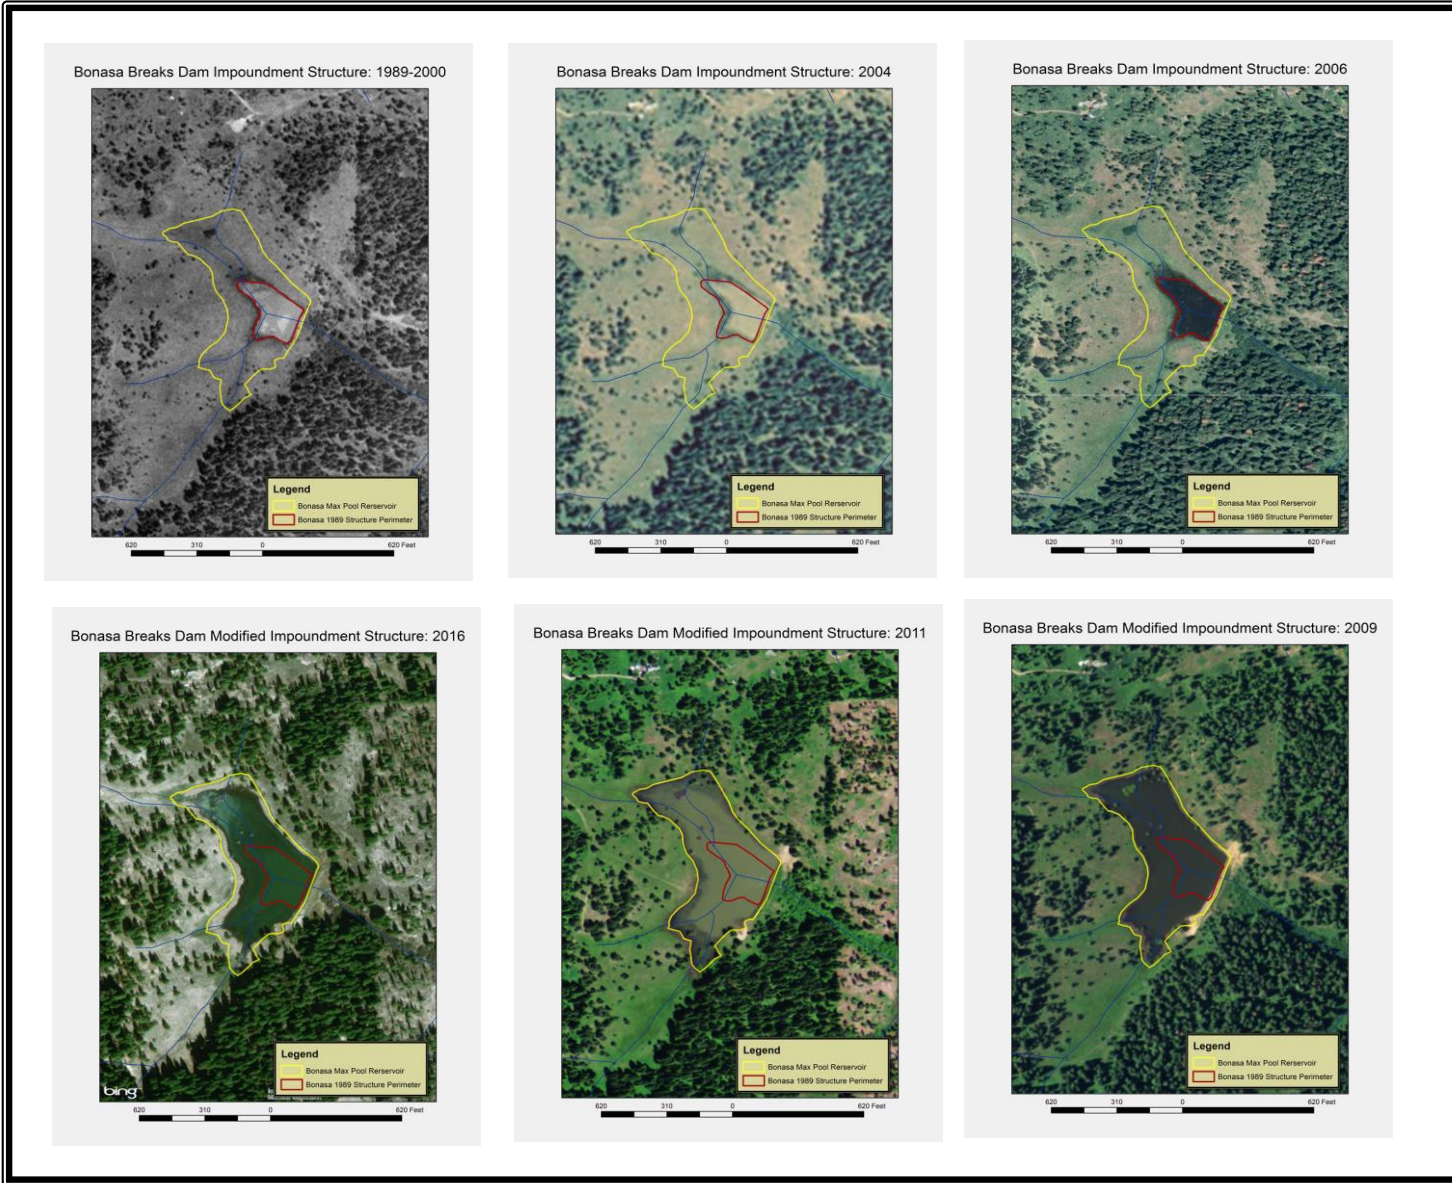 Bonasa Breaks Dam Impoundment Structure: 1989-2000
Legend
Bonasa Max Pool Rerservoir
Bonasa 1989 Structure Perimeter
620 310 0 620 Feet
Bonasa Breaks Dam Impoundment Structure: 2004
Legend
Bonasa Max Pool Rerservoir
Bonasa 1989 Structure Perimeter
620 310 0 620 Feet
Bonasa Breaks Dam Impoundment Structure: 2006
Legend
Bonasa Max Pool Rerservoir
Bonasa 1989 Structure Perimeter
620 310 0 620 Feet
Bonasa Breaks Dam Modified Impoundment Structure: 2016
Legend
Bonasa Max Pool Rerservoir
Bonasa 1989 Structure Perimeter
bing
620 310 0 620 Feet
Bonasa Breaks Dam Modified Impoundment Structure: 2011
Legend
Bonasa Max Pool Rerservoir
Bonasa 1989 Structure Perimeter
620 310 0 620 Feet
Bonasa Breaks Dam Modified Impoundment Structure: 2009
Legend
Bonasa Max Pool Rerservoir
Bonasa 1989 Structure Perimeter
620 310 0 620 Feet